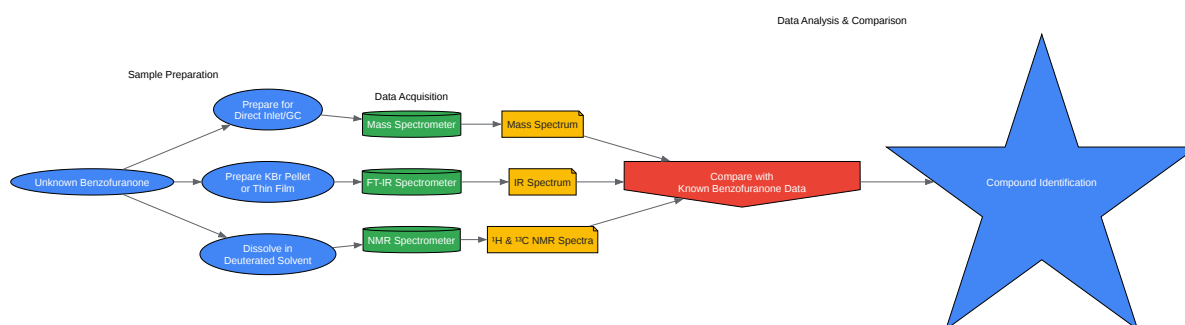 Data Analysis & Comparison
Sample Preparation
Data Acquisition
Prepare for
Direct Inlet/GC
Mass Spectrometer
Mass Spectrum
Unknown Benzofuranone
Prepare KBr Pellet
or Thin Film
FT-IR Spectrometer
IR Spectrum
Compare with
Known Benzofuranone Data
Compound Identification
Dissolve in
Deuterated Solvent
NMR Spectrometer
¹H & ¹³C NMR Spectra